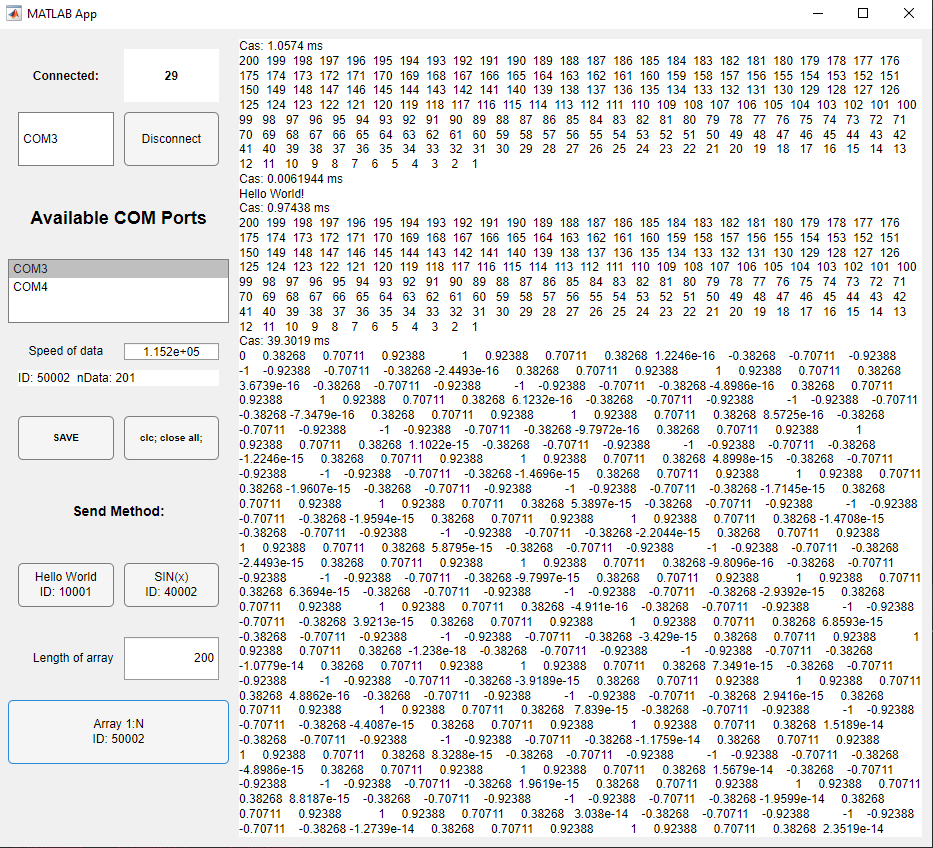 MATLAB App
Connected:
29
COM3
Disconnect
Available COM Ports
COM3
COM4
Speed of data
1.152e+05
ID: 50002 nData: 201
SAVE
clc; close all;
Send Method:
Hello World
ID: 10001
SIN(x)
ID: 40002
Length of array
200
Array 1:N
ID: 50002
Cas: 1.0574 ms
200 199 198 197 196 195 194 193 192 191 190 189 188 187 186 185 184 183 182 181 180 179 178 177 176
175 174 173 172 171 170 169 168 167 166 165 164 163 162 161 160 159 158 157 156 155 154 153 152 151
150 149 148 147 146 145 144 143 142 141 140 139 138 137 136 135 134 133 132 131 130 129 128 127 126
125 124 123 122 121 120 119 118 117 116 115 114 113 112 111 110 109 108 107 106 105 104 103 102 101 100
99 98 97 96 95 94 93 92 91 90 89 88 87 86 85 84 83 82 81 80 79 78 77 76 75 74 73 72 71
70 69 68 67 66 65 64 63 62 61 60 59 58 57 56 55 54 53 52 51 50 49 48 47 46 45 44 43 42
41 40 39 38 37 36 35 34 33 32 31 30 29 28 27 26 25 24 23 22 21 20 19 18 17 16 15 14 13
12 11 10 9 8 7 6 5 4 3 2 1
Cas: 0.0061944 ms
Hello World!
Cas: 0.97438 ms
200 199 198 197 196 195 194 193 192 191 190 189 188 187 186 185 184 183 182 181 180 179 178 177 176
175 174 173 172 171 170 169 168 167 166 165 164 163 162 161 160 159 158 157 156 155 154 153 152 151
150 149 148 147 146 145 144 143 142 141 140 139 138 137 136 135 134 133 132 131 130 129 128 127 126
125 124 123 122 121 120 119 118 117 116 115 114 113 112 111 110 109 108 107 106 105 104 103 102 101 100
99 98 97 96 95 94 93 92 91 90 89 88 87 86 85 84 83 82 81 80 79 78 77 76 75 74 73 72 71
70 69 68 67 66 65 64 63 62 61 60 59 58 57 56 55 54 53 52 51 50 49 48 47 46 45 44 43 42
41 40 39 38 37 36 35 34 33 32 31 30 29 28 27 26 25 24 23 22 21 20 19 18 17 16 15 14 13
12 11 10 9 8 7 6 5 4 3 2 1
Cas: 39.3019 ms
0 0.38268 0.70711 0.92388 1 0.92388 0.70711 0.38268 1.2246e-16 -0.38268 -0.70711 -0.92388
-1 -0.92388 -0.70711 -0.38268 -2.4493e-16 0.38268 0.70711 0.92388 1 0.92388 0.70711 0.38268
3.6739e-16 -0.38268 -0.70711 -0.92388 -1 -0.92388 -0.70711 -0.38268 -4.8986e-16 0.38268 0.70711
0.92388 1 0.92388 0.70711 0.38268 6.1232e-16 -0.38268 -0.70711 -0.92388 -1 -0.92388 -0.70711
-0.38268 -7.3479e-16 0.38268 0.70711 0.92388 1 0.92388 0.70711 0.38268 8.5725e-16 -0.38268
-0.70711 -0.92388 -1 -0.92388 -0.70711 -0.38268 -9.7972e-16 0.38268 0.70711 0.92388 1
0.92388 0.70711 0.38268 1.1022e-15 -0.38268 -0.70711 -0.92388 -1 -0.92388 -0.70711 -0.38268
-1.2246e-15 0.38268 0.70711 0.92388 1 0.92388 0.70711 0.38268 4.8998e-15 -0.38268 -0.70711
-0.92388 -1 -0.92388 -0.70711 -0.38268 -1.4696e-15 0.38268 0.70711 0.92388 1 0.92388 0.70711
0.38268 -1.9607e-15 -0.38268 -0.70711 -0.92388 -1 -0.92388 -0.70711 -0.38268 -1.7145e-15 0.38268
0.70711 0.92388 1 0.92388 0.70711 0.38268 5.3897e-15 -0.38268 -0.70711 -0.92388 -1 -0.92388
-0.70711 -0.38268 -1.9594e-15 0.38268 0.70711 0.92388 1 0.92388 0.70711 0.38268 -1.4708e-15
-0.38268 -0.70711 -0.92388 -1 -0.92388 -0.70711 -0.38268 -2.2044e-15 0.38268 0.70711 0.92388
1 0.92388 0.70711 0.38268 5.8795e-15 -0.38268 -0.70711 -0.92388 -1 -0.92388 -0.70711 -0.38268
-2.4493e-15 0.38268 0.70711 0.92388 1 0.92388 0.70711 0.38268 -9.8096e-16 -0.38268 -0.70711
-0.92388 -1 -0.92388 -0.70711 -0.38268 -9.7997e-15 0.38268 0.70711 0.92388 1 0.92388 0.70711
0.38268 6.3694e-15 -0.38268 -0.70711 -0.92388 -1 -0.92388 -0.70711 -0.38268 -2.9392e-15 0.38268
0.70711 0.92388 1 0.92388 0.70711 0.38268 -4.911e-16 -0.38268 -0.70711 -0.92388 -1 -0.92388
-0.70711 -0.38268 3.9213e-15 0.38268 0.70711 0.92388 1 0.92388 0.70711 0.38268 6.8593e-15
-0.38268 -0.70711 -0.92388 -1 -0.92388 -0.70711 -0.38268 -3.429e-15 0.38268 0.70711 0.92388 1
0.92388 0.70711 0.38268 -1.238e-18 -0.38268 -0.70711 -0.92388 -1 -0.92388 -0.70711 -0.38268
-1.0779e-14 0.38268 0.70711 0.92388 1 0.92388 0.70711 0.38268 7.3491e-15 -0.38268 -0.70711
-0.92388 -1 -0.92388 -0.70711 -0.38268 -3.9189e-15 0.38268 0.70711 0.92388 1 0.92388 0.70711
0.38268 4.8862e-16 -0.38268 -0.70711 -0.92388 -1 -0.92388 -0.70711 -0.38268 2.9416e-15 0.38268
0.70711 0.92388 1 0.92388 0.70711 0.38268 7.839e-15 -0.38268 -0.70711 -0.92388 -1 -0.92388
-0.70711 -0.38268 -4.4087e-15 0.38268 0.70711 0.92388 1 0.92388 0.70711 0.38268 1.5189e-14
-0.38268 -0.70711 -0.92388 -1 -0.92388 -0.70711 -0.38268 -1.1759e-14 0.38268 0.70711 0.92388
1 0.92388 0.70711 0.38268 8.3288e-15 -0.38268 -0.70711 -0.92388 -1 -0.92388 -0.70711 -0.38268
-4.8986e-15 0.38268 0.70711 0.92388 1 0.92388 0.70711 0.38268 1.5679e-14 -0.38268 -0.70711
-0.92388 -1 -0.92388 -0.70711 -0.38268 1.9619e-15 0.38268 0.70711 0.92388 1 0.92388 0.70711
0.38268 8.8187e-15 -0.38268 -0.70711 -0.92388 -1 -0.92388 -0.70711 -0.38268 -1.9599e-14 0.38268
0.70711 0.92388 1 0.92388 0.70711 0.38268 3.038e-14 -0.38268 -0.70711 -0.92388 -1 -0.92388
-0.70711 -0.38268 -1.2739e-14 0.38268 0.70711 0.92388 1 0.92388 0.70711 0.38268 2.3519e-14